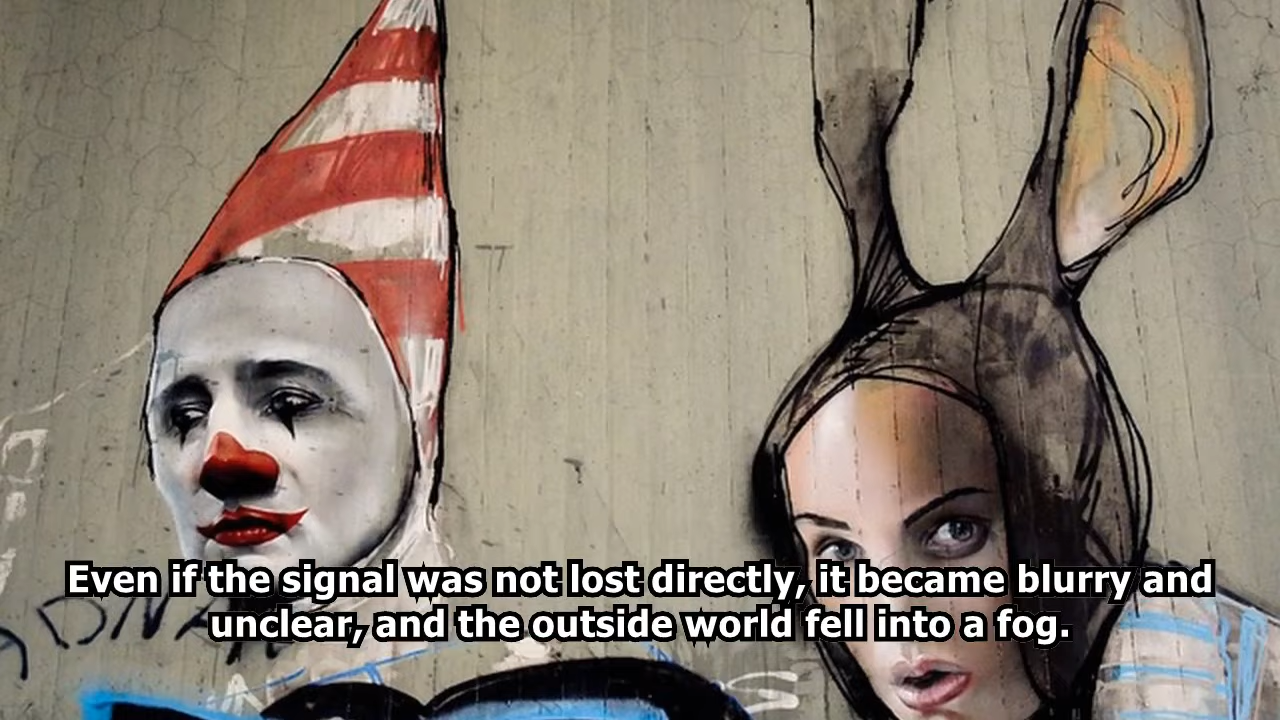 Even if the signal was not lost directly, it became blurry and
unclear, and the outside world fell into a fog.